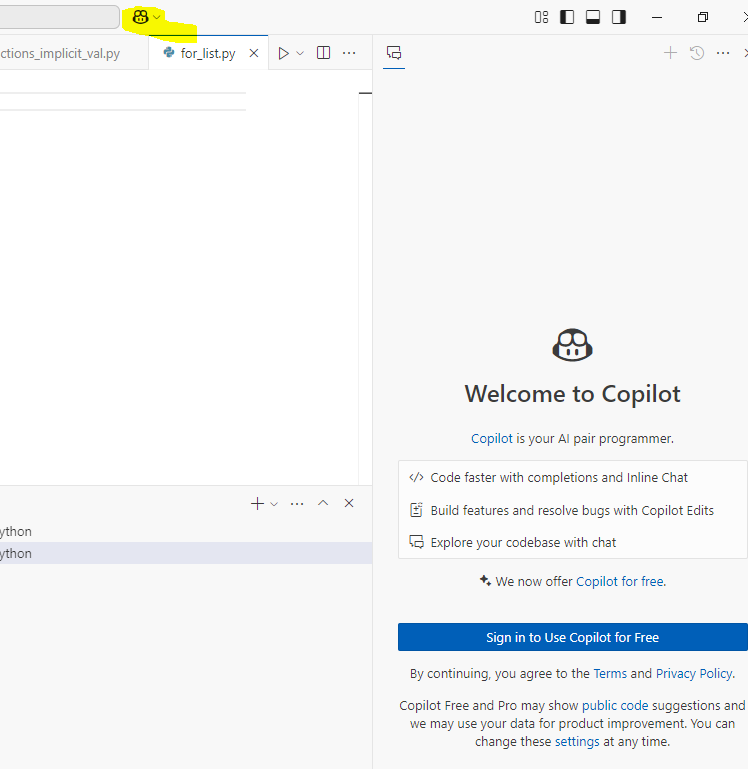 ctions_implicit_val.py
for_list.py
Welcome to Copilot
Copilot is your AI pair programmer.
Code faster with completions and Inline Chat
Build features and resolve bugs with Copilot Edits
Explore your codebase with chat
We now offer Copilot for free.
ython
ython
Sign in to Use Copilot for Free
By continuing, you agree to the Terms and Privacy Policy.
Copilot Free and Pro may show public code suggestions and
we may use your data for product improvement. You can
change these settings at any time.